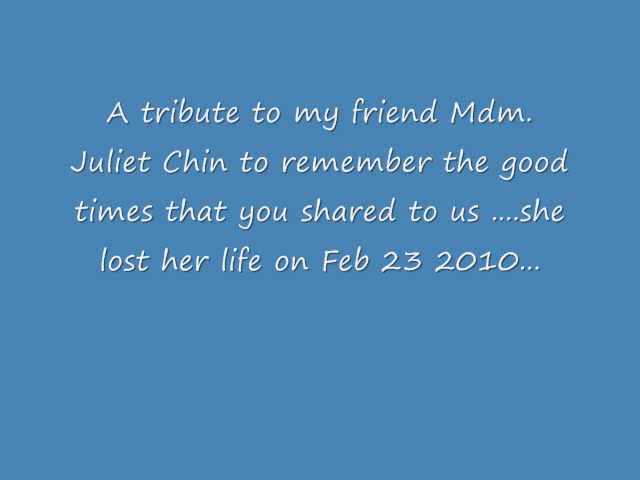 A tribute to my friend Mdm.
Juliet Chin to remember the good
times that you shared to us ....she
lost her life on Feb 23 2010...